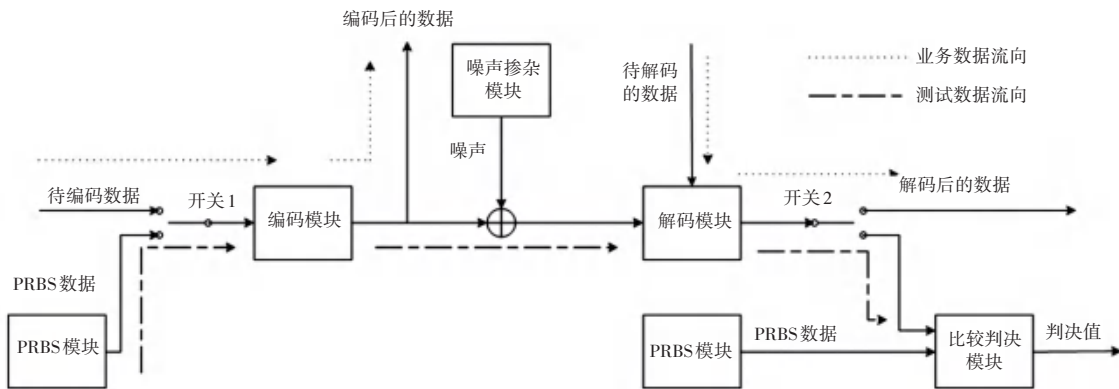 编码后的数据
噪声掺杂
模块
待解码
的数据
业务数据流向
测试数据流向
噪声
待编码数据
开关1
编码模块
解码模块
开关2
解码后的数据
PRBS数据
PRBS模块
PRBS模块
PRBS数据
比较判决
模块
判决值